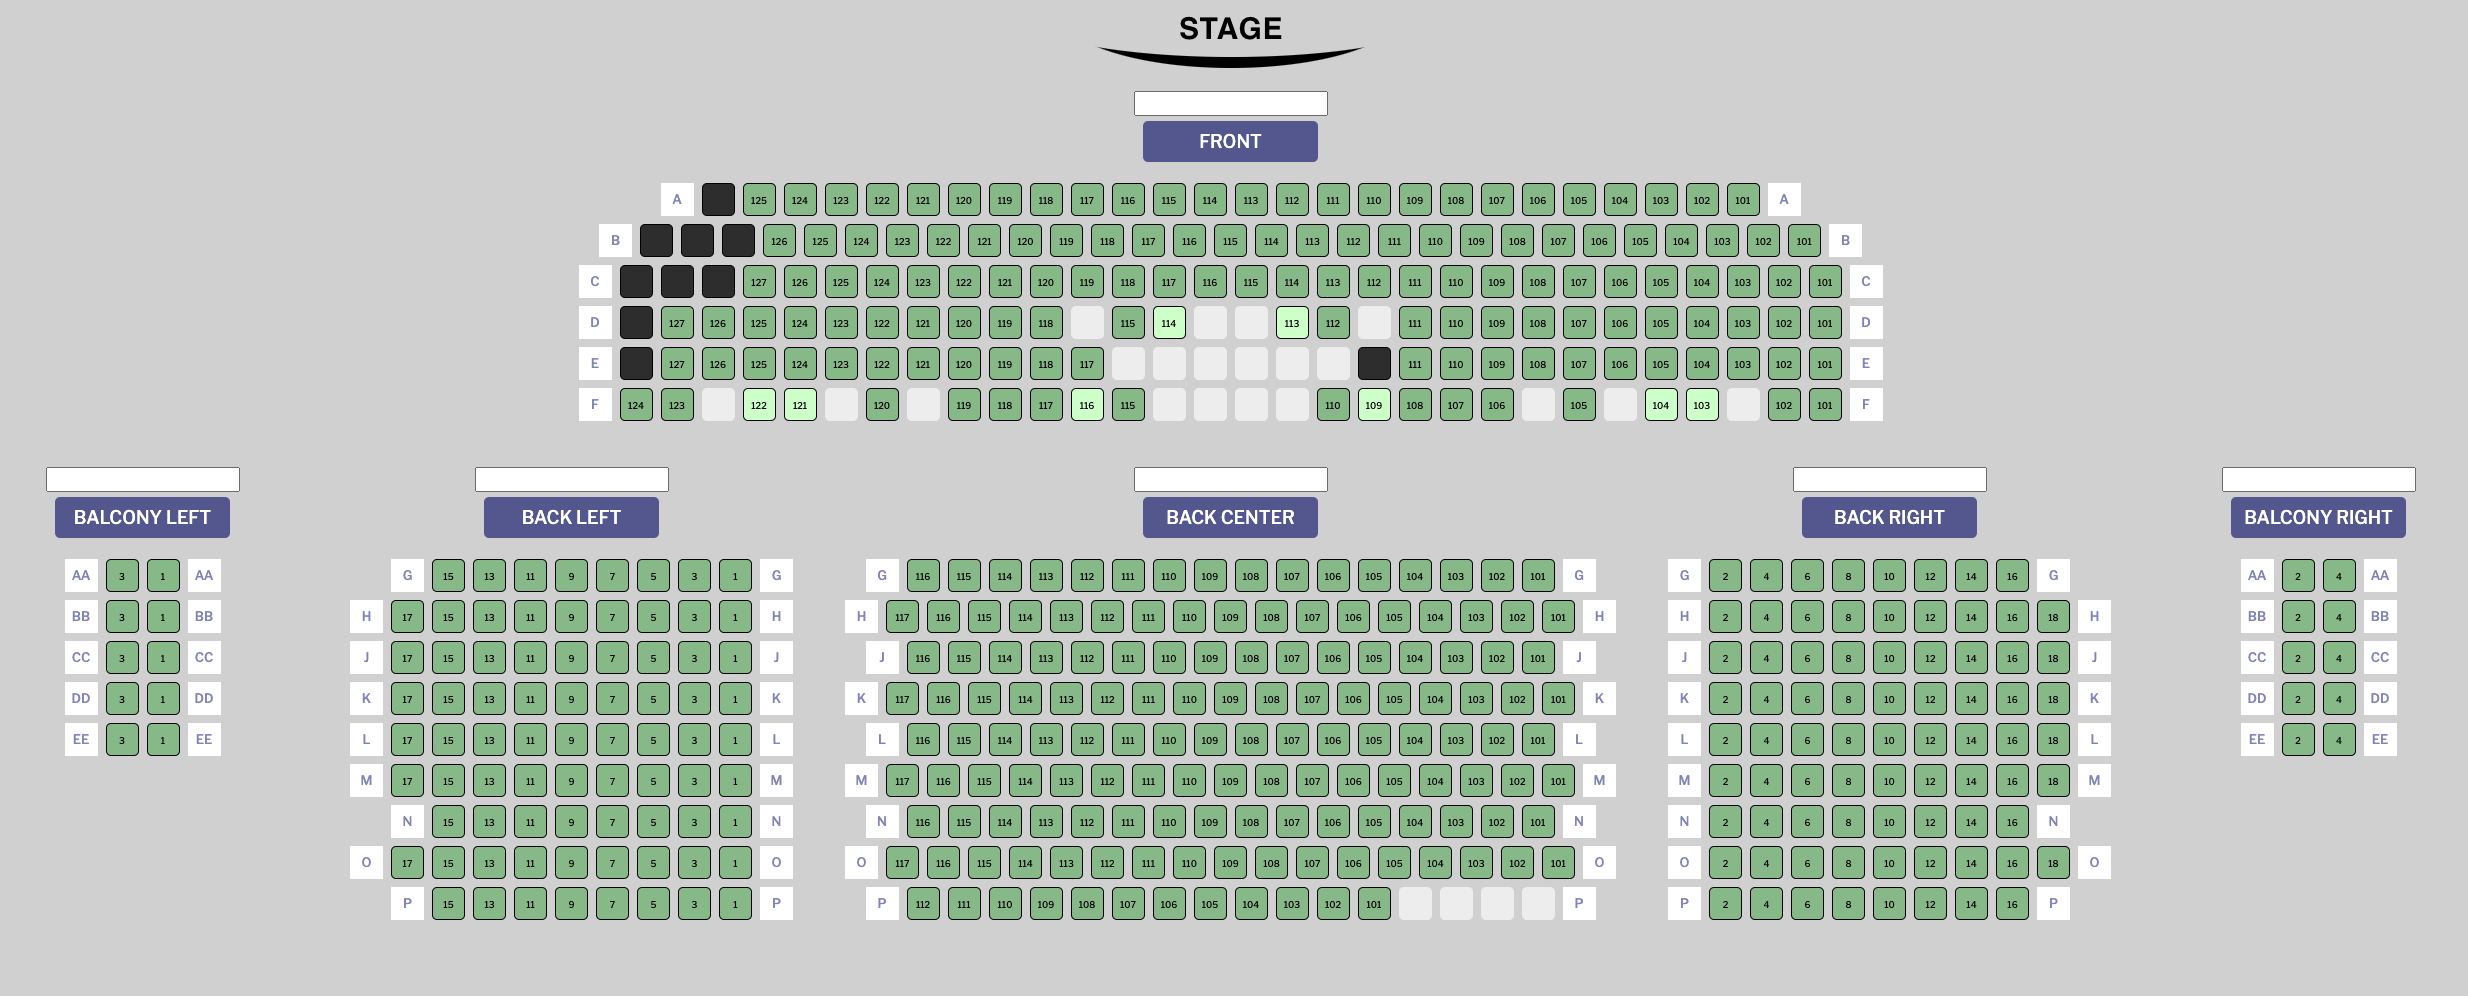 STAGE
FRONT
A 125 124 123 122 121 120 119 118 117 116 115 114 113 112 111 110 109 108 107 106 105 104 103 102 101 A
B 126 125 124 123 122 121 120 119 118 117 116 115 114 113 112 111 110 109 108 107 106 105 104 103 102 101 B
C 127 126 125 124 123 122 121 120 119 118 117 116 115 114 113 112 111 110 109 108 107 106 105 104 103 102 101 C
D 127 126 125 124 123 122 121 120 119 118 115 114 113 112 111 110 109 108 107 106 105 104 103 102 101 D
E 127 126 125 124 123 122 121 120 119 118 117 111 110 109 108 107 106 105 104 103 102 101 E
F 124 123 122 121 120 119 118 117 116 115 110 109 108 107 106 105 104 103 102 101 F
BALCONY LEFT
AA 3 1 AA
BB 3 1 BB
CC 3 1 CC
DD 3 1 DD
EE 3 1 EE
BACK LEFT
G 15 13 11 9 7 5 3 1 G
H 17 15 13 11 9 7 5 3 1 H
J 17 15 13 11 9 7 5 3 1 J
K 17 15 13 11 9 7 5 3 1 K
L 17 15 13 11 9 7 5 3 1 L
M 17 15 13 11 9 7 5 3 1 M
N 15 13 11 9 7 5 3 1 N
O 17 15 13 11 9 7 5 3 1 O
P 15 13 11 9 7 5 3 1 P
BACK CENTER
G 116 115 114 113 112 111 110 109 108 107 106 105 104 103 102 101 G
H 117 116 115 114 113 112 111 110 109 108 107 106 105 104 103 102 101 H
J 116 115 114 113 112 111 110 109 108 107 106 105 104 103 102 101 J
K 117 116 115 114 113 112 111 110 109 108 107 106 105 104 103 102 101 K
L 116 115 114 113 112 111 110 109 108 107 106 105 104 103 102 101 L
M 117 116 115 114 113 112 111 110 109 108 107 106 105 104 103 102 101 M
N 116 115 114 113 112 111 110 109 108 107 106 105 104 103 102 101 N
O 117 116 115 114 113 112 111 110 109 108 107 106 105 104 103 102 101 O
P 112 111 110 109 108 107 106 105 104 103 102 101 P
BACK RIGHT
G 2 4 6 8 10 12 14 16 G
H 2 4 6 8 10 12 14 16 18 H
J 2 4 6 8 10 12 14 16 18 J
K 2 4 6 8 10 12 14 16 18 K
L 2 4 6 8 10 12 14 16 18 L
M 2 4 6 8 10 12 14 16 18 M
N 2 4 6 8 10 12 14 16 N
O 2 4 6 8 10 12 14 16 18 O
P 2 4 6 8 10 12 14 16 P
BALCONY RIGHT
AA 2 4 AA
BB 2 4 BB
CC 2 4 CC
DD 2 4 DD
EE 2 4 EE